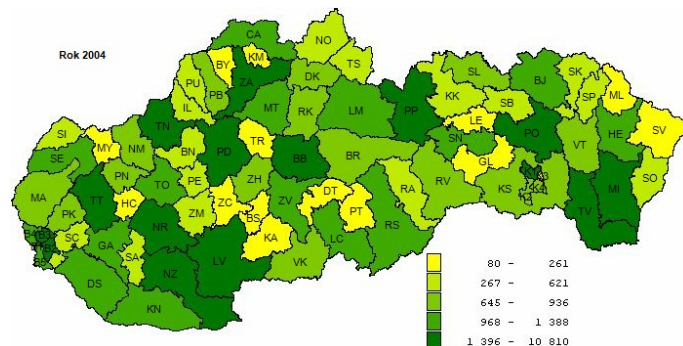 Rok 2004
CA
NO
KM
BY
TS
PU
ZA
DK
PB
IL
MT
RK
LM
PP
KK
SL
BJ
SK
SP
ML
SB
LE
PO
SN
GL
HE
SV
VT
SI
MY
NM
TN
BN
PD
TR
BB
BR
SE
PN
TO
PE
ZH
RA
RV
KS
MI
SO
MA
PK
TT
HC
ZM
ZC
BS
ZV
DT
PT
TV
SC
GA
SA
NR
KA
LC
RS
DS
NZ
LV
VK
KN
80 - 261
267 - 621
645 - 936
968 - 1 388
1 396 - 10 810